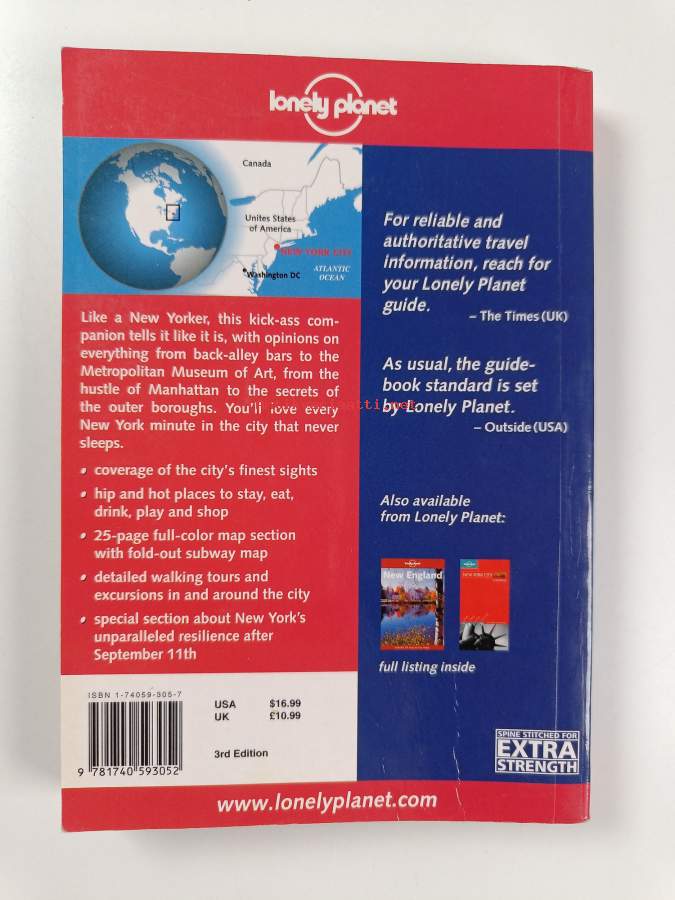 lonely planet
Canada
Unites States
of America
NEW YORK CITY
Washington DC
ATLANTIC
OCEAN
Like a New Yorker, this kick-ass com-
panion tells it like it is, with opinions on
everything from back-alley bars to the
Metropolitan Museum of Art, from the
hustle of Manhattan to the secrets of
the outer boroughs. You'll love every
New York minute in the city that never
sleeps.
• coverage of the city's finest sights
• hip and hot places to stay, eat,
drink, play and shop
• 25-page full-color map section
with fold-out subway map
• detailed walking tours and
excursions in and around the city
• special section about New York's
unparalleled resilience after
September 11th
For reliable and
authoritative travel
information, reach for
your Lonely Planet
guide.
– The Times (UK)
As usual, the guide-
book standard is set
by Lonely Planet.
– Outside (USA)
Also available
from Lonely Planet:
New England
full listing inside
ISBN 1-74059-305-7
9 781740 593052
USA $16.99
UK £10.99
3rd Edition
SPINE STITCHED FOR
EXTRA
STRENGTH
www.lonelyplanet.com